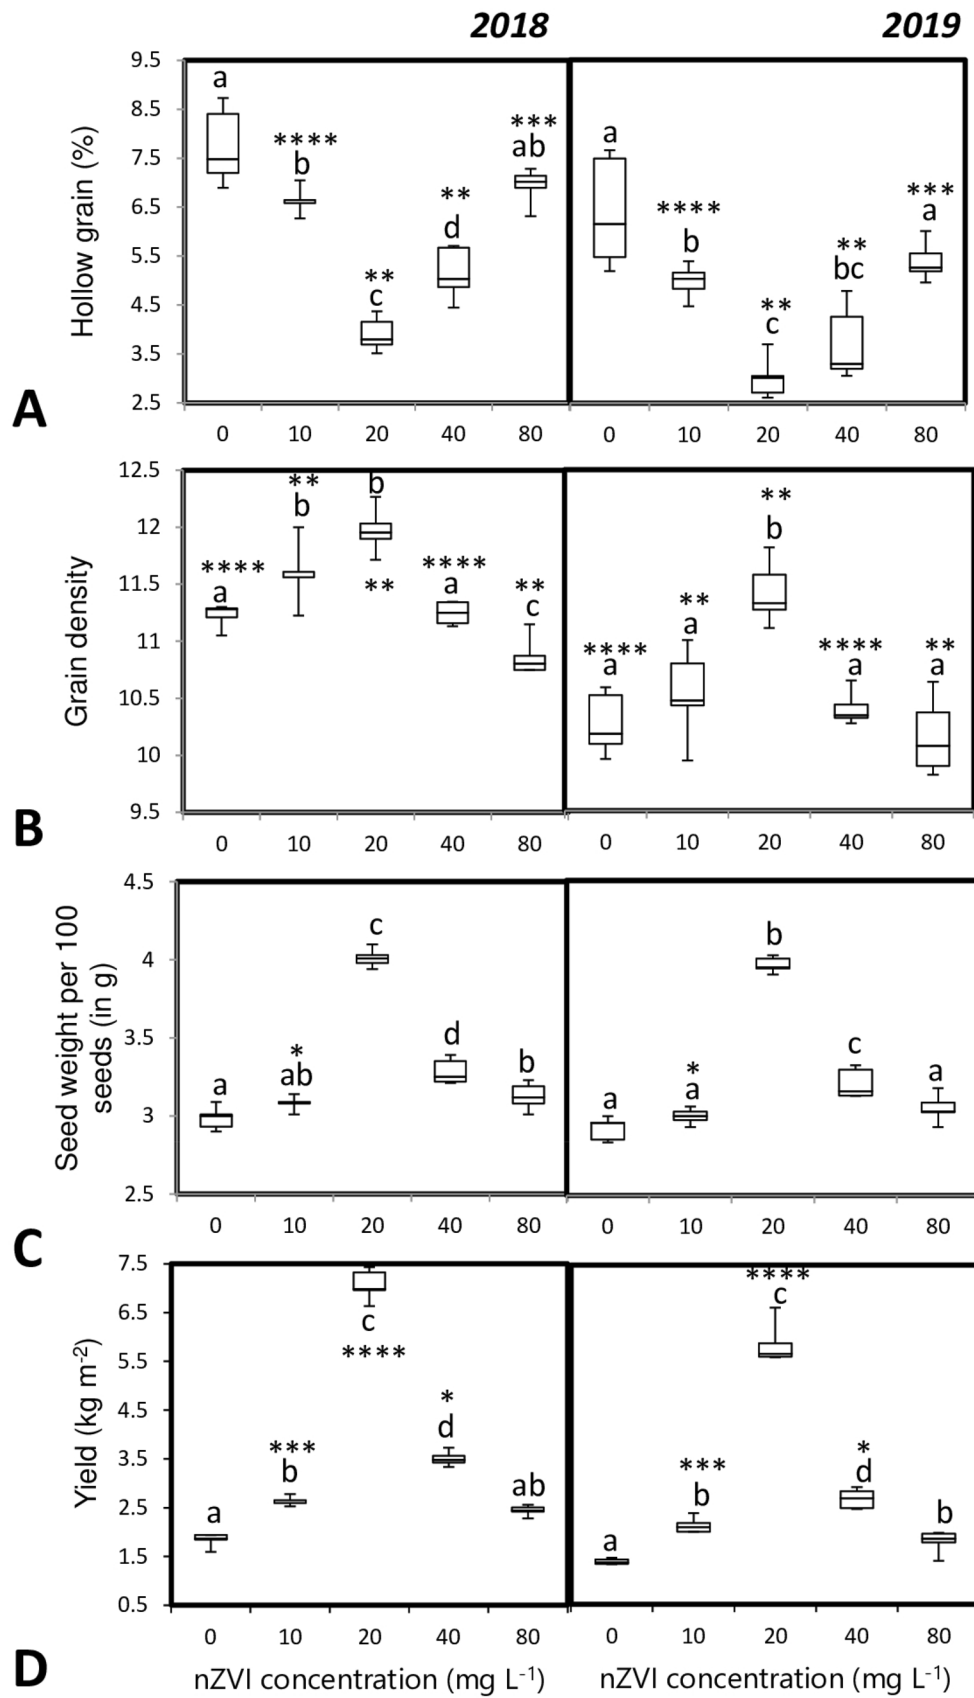 2018 2019
9.5
8.5
7.5
6.5
5.5
4.5
3.5
2.5
Hollow grain (%)
a **** b ** c ** d *** ab
a **** b ** c ** bc *** a
A
0 10 20 40 80 0 10 20 40 80
12.5
12
11.5
11
10.5
10
9.5
Grain density
**** a ** b b ** **** a ** c
**** a ** a ** b **** a ** a
B
0 10 20 40 80 0 10 20 40 80
4.5
4
3.5
3
2.5
Seed weight per 100
seeds (in g)
a * ab c d b
a * a b c a
C
0 10 20 40 80 0 10 20 40 80
7.5
6.5
5.5
4.5
3.5
2.5
1.5
0.5
Yield (kg m⁻²)
a *** b c **** * d ab
a *** b **** c * d b
D
0 10 20 40 80 0 10 20 40 80
nZVI concentration (mg L⁻¹) nZVI concentration (mg L⁻¹)